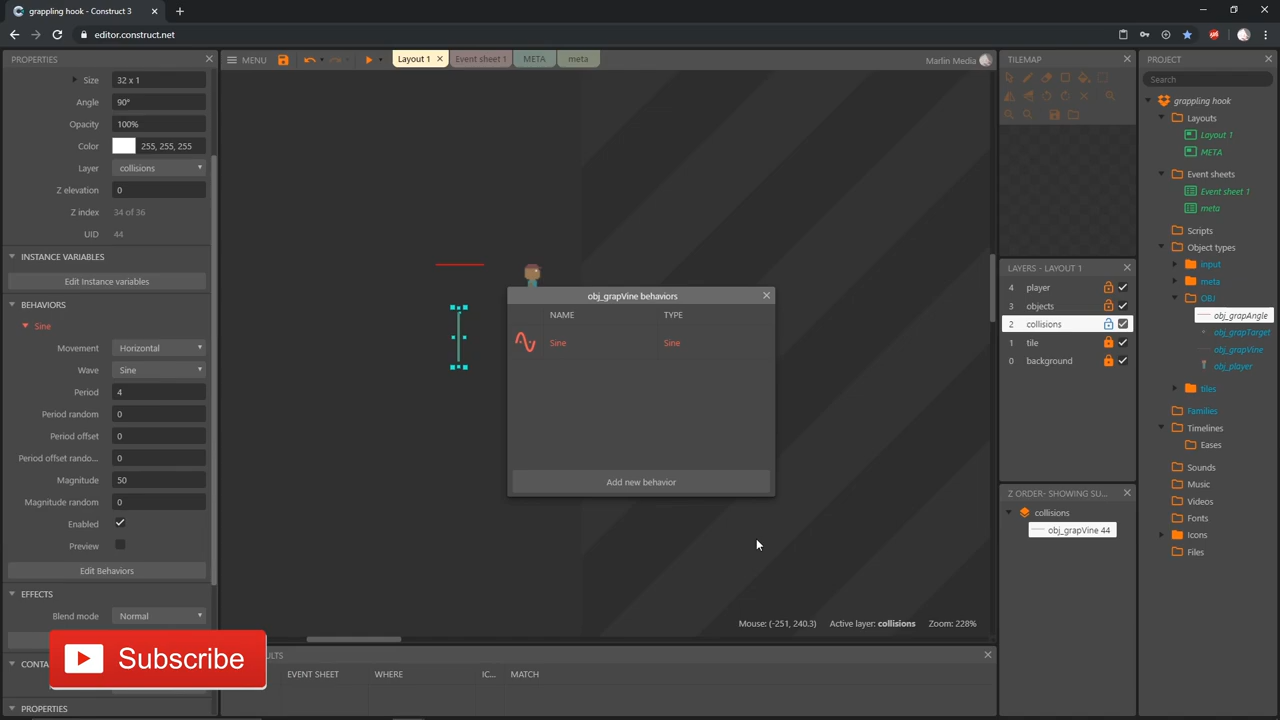 grappling hook - Construct 3
editor.construct.net
PROPERTIES
Size 32 x 1
Angle 90°
Opacity 100%
Color 255, 255, 255
Layer collisions
Z elevation 0
Z index 34 of 36
UID 44
INSTANCE VARIABLES
Edit Instance variables
BEHAVIORS
Sine
Movement Horizontal
Wave Sine
Period 4
Period random 0
Period offset 0
Period offset rando... 0
Magnitude 50
Magnitude random 0
Enabled
Preview
Edit Behaviors
EFFECTS
Blend mode Normal
Subscribe
PROPERTIES
MENU
Layout 1
Event sheet 1
META
meta
Marlin Media
obj_grapVine behaviors
NAME TYPE
Sine Sine
Add new behavior
Mouse: (-251, 240.3) Active layer: collisions Zoom: 228%
EVENT SHEET WHERE IC... MATCH
TILEMAP
LAYERS - LAYOUT 1
4 player
3 objects
2 collisions
1 tile
0 background
Z ORDER- SHOWING SU...
collisions
obj_grapVine 44
PROJECT
Search
grappling hook
Layouts
Layout 1
META
Event sheets
Event sheet 1
meta
Scripts
Object types
input
meta
OBJ
obj_grapAngle
obj_grapTarget
obj_grapVine
obj_player
tiles
Families
Timelines
Eases
Sounds
Music
Videos
Fonts
Icons
Files